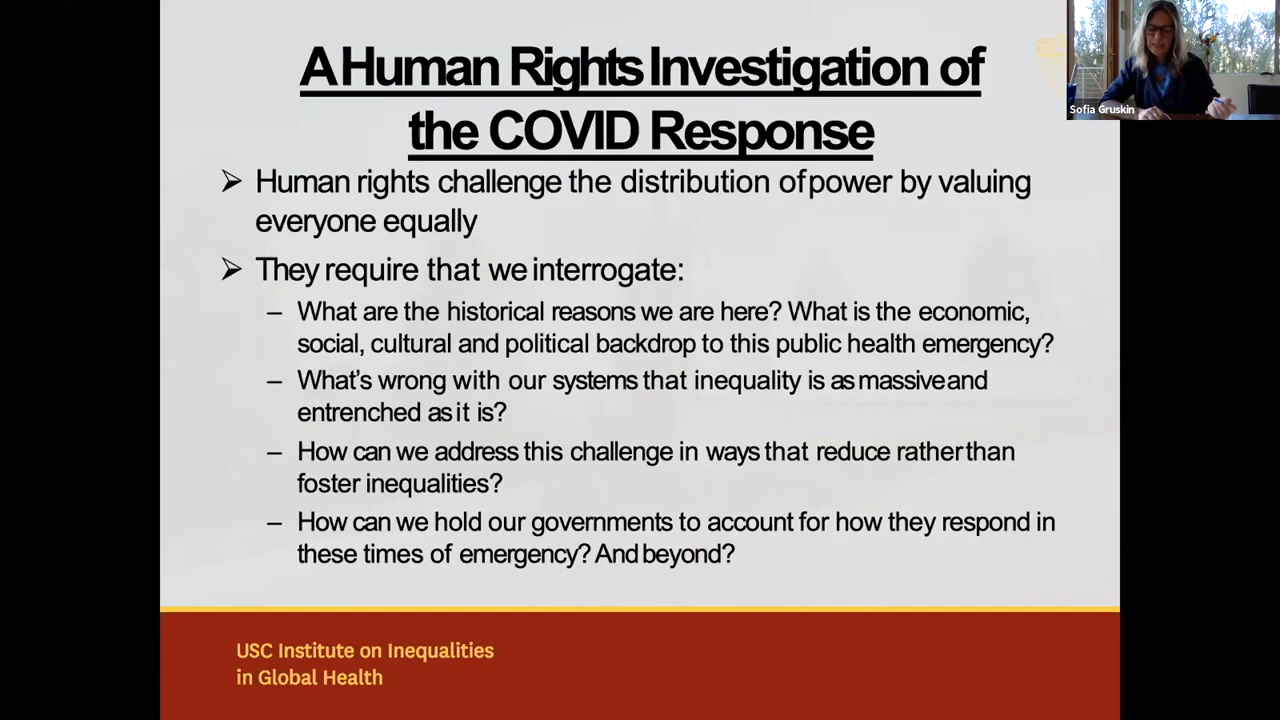 A Human Rights Investigation of
the COVID Response
➢ Human rights challenge the distribution of power by valuing
everyone equally
➢ They require that we interrogate:
– What are the historical reasons we are here? What is the economic,
social, cultural and political backdrop to this public health emergency?
– What's wrong with our systems that inequality is as massive and
entrenched as it is?
– How can we address this challenge in ways that reduce rather than
foster inequalities?
– How can we hold our governments to account for how they respond in
these times of emergency? And beyond?
USC Institute on Inequalities
in Global Health
Sofia Gruskin